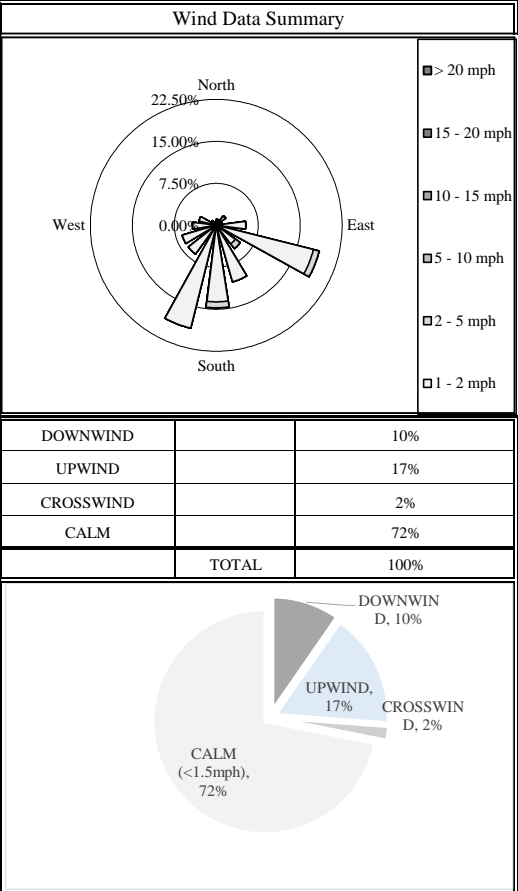 Wind Data Summary
North
22.50%
15.00%
7.50%
0.00%
West
East
South
> 20 mph
15 - 20 mph
10 - 15 mph
5 - 10 mph
2 - 5 mph
1 - 2 mph
DOWNWIND 10%
UPWIND 17%
CROSSWIND 2%
CALM 72%
TOTAL 100%
DOWNWIN
D, 10%
UPWIND,
17%
CROSSWIN
D, 2%
CALM
(<1.5mph),
72%